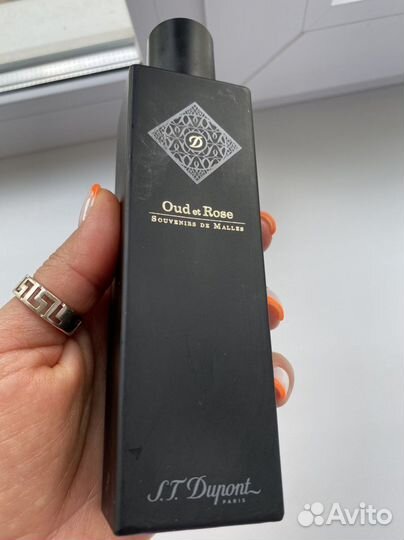 D
Oud et Rose
SOUVENIRS DE MALLES
S.T. Dupont
PARIS
Avito